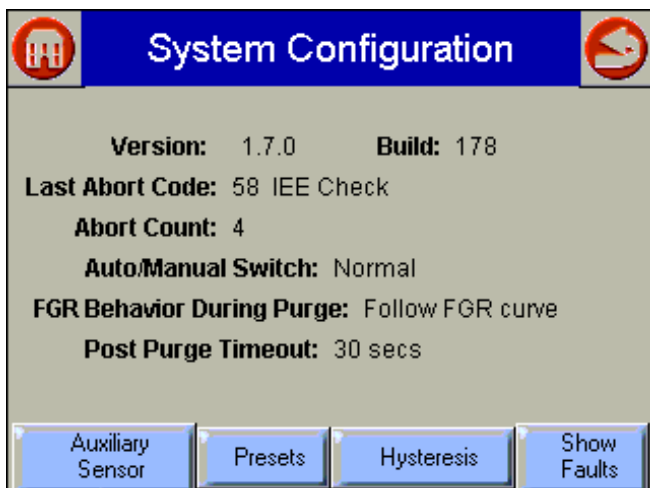 System Configuration
Version: 1.7.0 Build: 178
Last Abort Code: 58 IEE Check
Abort Count: 4
Auto/Manual Switch: Normal
FGR Behavior During Purge: Follow FGR curve
Post Purge Timeout: 30 secs
Auxiliary
Sensor
Presets
Hysteresis
Show
Faults